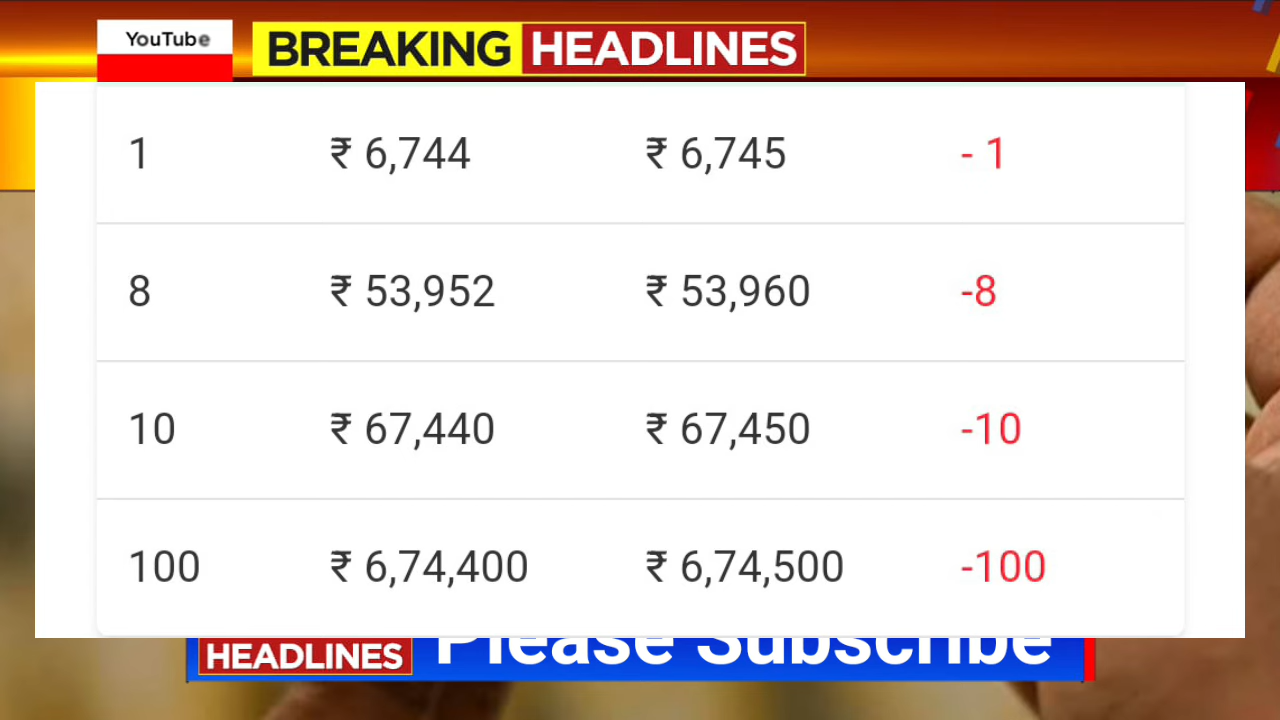 YouTube
BREAKING HEADLINES
1 ₹ 6,744 ₹ 6,745 - 1
8 ₹ 53,952 ₹ 53,960 -8
10 ₹ 67,440 ₹ 67,450 -10
100 ₹ 6,74,400 ₹ 6,74,500 -100
HEADLINES Please Subscribe